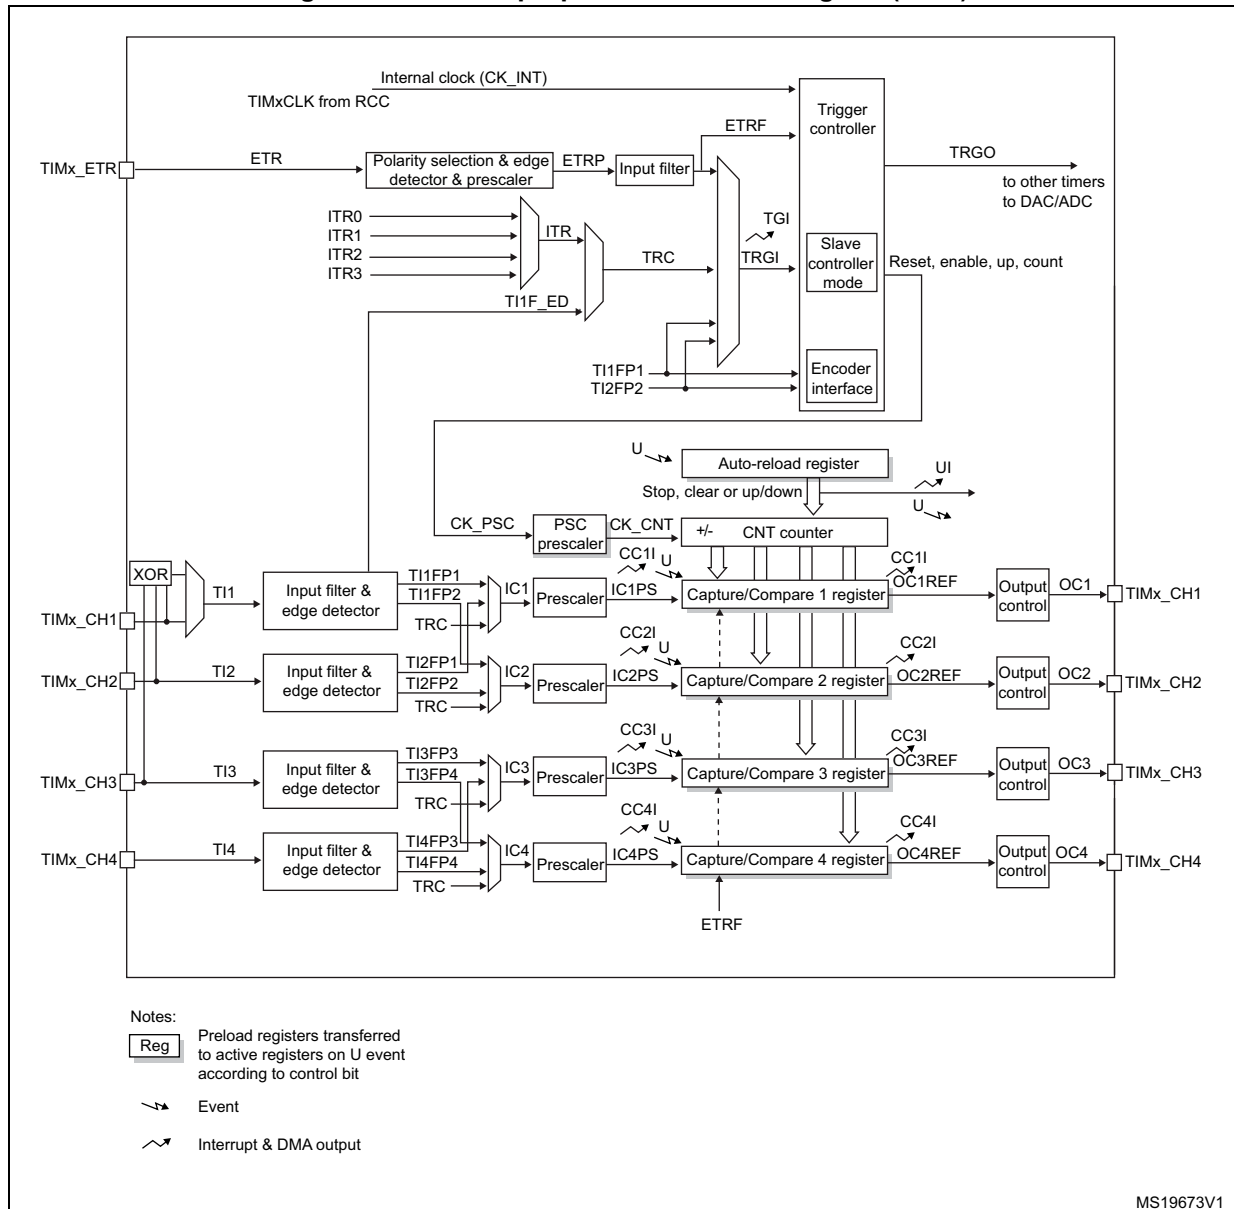 Internal clock (CK_INT)
TIMxCLK from RCC
Trigger
controller
ETRF
TIMx_ETR
ETR
Polarity selection & edge
detector & prescaler
ETRP
Input filter
TRGO
to other timers
to DAC/ADC
ITR0
ITR1
ITR2
ITR3
ITR
TRC
TI1F_ED
TGI
TRGI
Slave
controller
mode
Reset, enable, up, count
TI1FP1
TI2FP2
Encoder
interface
U
Auto-reload register
UI
Stop, clear or up/down
U
CK_PSC
PSC
prescaler
CK_CNT
+/-
CNT counter
XOR
TIMx_CH1
TI1
Input filter &
edge detector
TI1FP1
TI1FP2
TRC
IC1
Prescaler
IC1PS
CC1I
U
Capture/Compare 1 register
CC1I
OC1REF
Output
control
OC1
TIMx_CH1
TIMx_CH2
TI2
Input filter &
edge detector
TI2FP1
TI2FP2
TRC
IC2
Prescaler
IC2PS
CC2I
U
Capture/Compare 2 register
CC2I
OC2REF
Output
control
OC2
TIMx_CH2
TIMx_CH3
TI3
Input filter &
edge detector
TI3FP3
TI3FP4
TRC
IC3
Prescaler
IC3PS
CC3I
U
Capture/Compare 3 register
CC3I
OC3REF
Output
control
OC3
TIMx_CH3
TIMx_CH4
TI4
Input filter &
edge detector
TI4FP3
TI4FP4
TRC
IC4
Prescaler
IC4PS
CC4I
U
Capture/Compare 4 register
CC4I
OC4REF
Output
control
OC4
TIMx_CH4
ETRF
Notes:
Reg
Preload registers transferred
to active registers on U event
according to control bit
Event
Interrupt & DMA output
MS19673V1